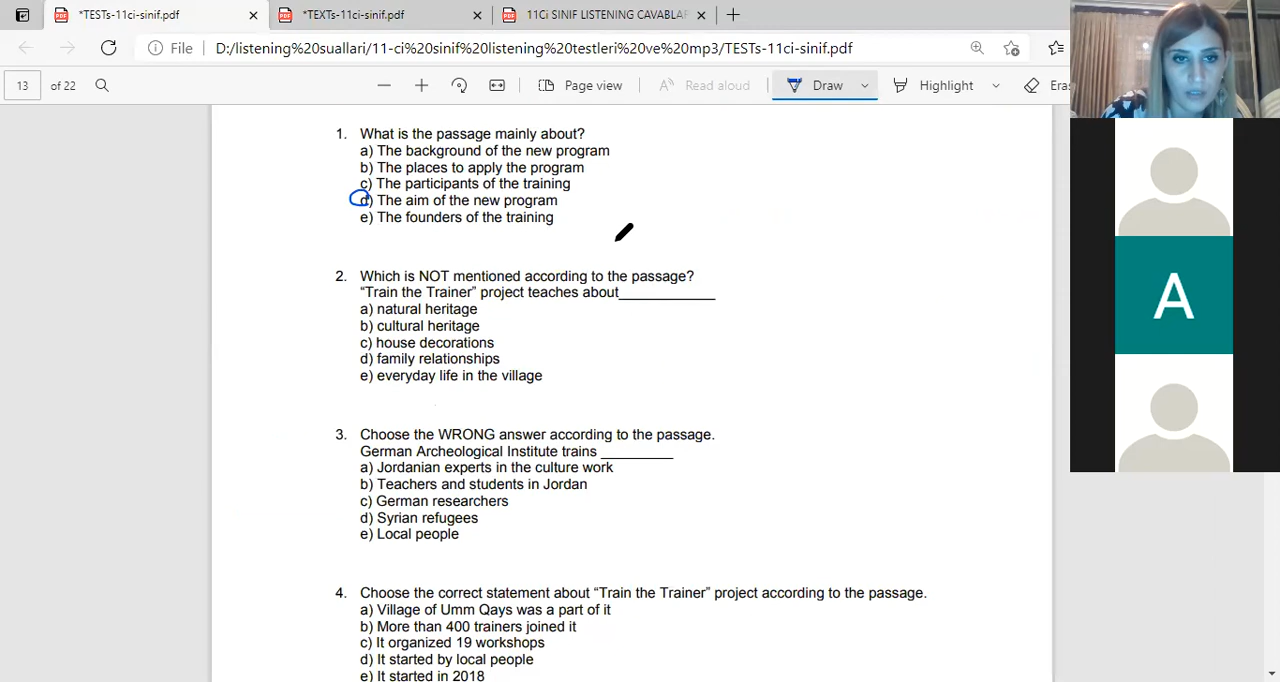 *TESTs-11ci-sinif.pdf
*TEXTs-11ci-sinif.pdf
11Ci SINIF LISTENING CAVABLAR
File
D:/listening%20suallari/11-ci%20sinif%20listening%20testleri%20ve%20mp3/TESTs-11ci-sinif.pdf
13 of 22
Page view
Read aloud
Draw
Highlight
Eras
1. What is the passage mainly about?
a) The background of the new program
b) The places to apply the program
c) The participants of the training
d) The aim of the new program
e) The founders of the training
2. Which is NOT mentioned according to the passage?
“Train the Trainer” project teaches about____________
a) natural heritage
b) cultural heritage
c) house decorations
d) family relationships
e) everyday life in the village
3. Choose the WRONG answer according to the passage.
German Archeological Institute trains _________
a) Jordanian experts in the culture work
b) Teachers and students in Jordan
c) German researchers
d) Syrian refugees
e) Local people
4. Choose the correct statement about “Train the Trainer” project according to the passage.
a) Village of Umm Qays was a part of it
b) More than 400 trainers joined it
c) It organized 19 workshops
d) It started by local people
e) It started in 2018
A